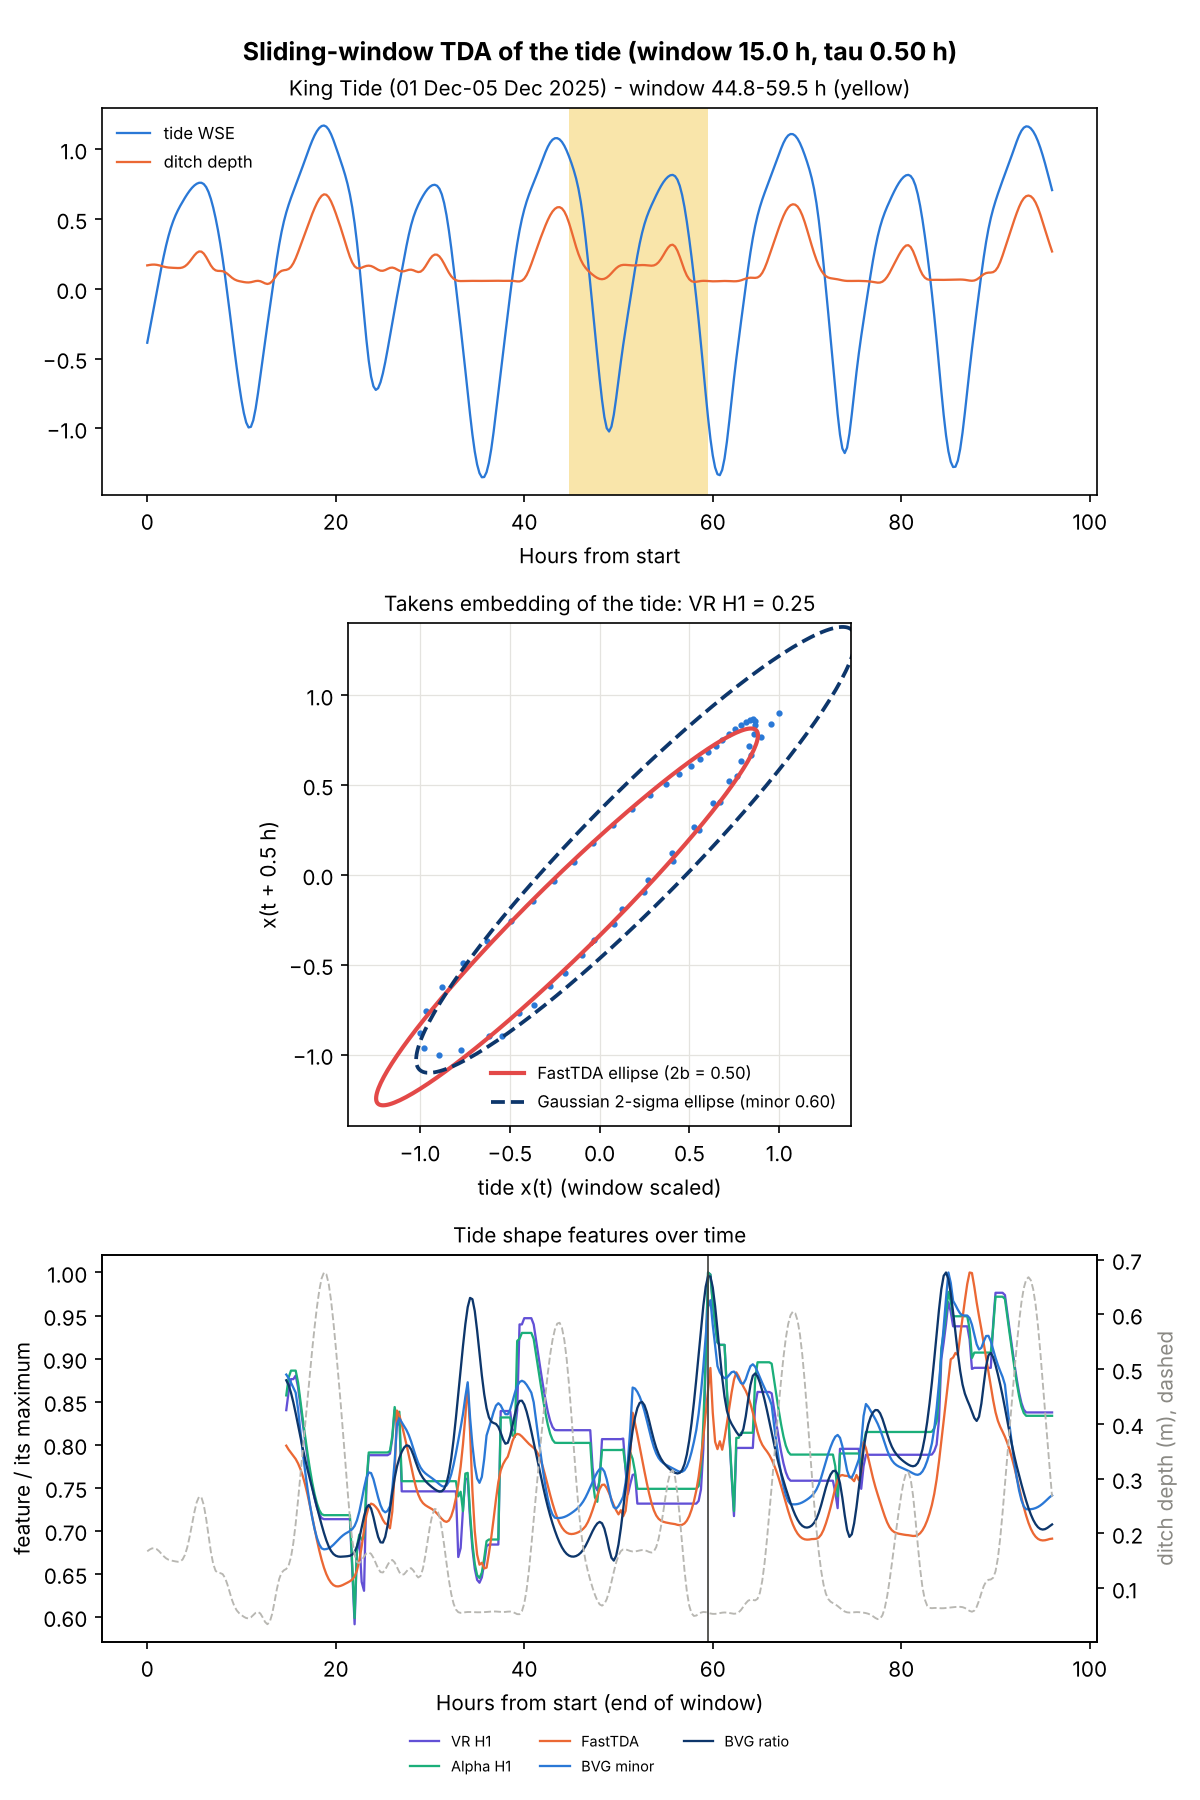 Sliding-window TDA of the tide (window 15.0 h, tau 0.50 h)
King Tide (01 Dec-05 Dec 2025) - window 44.8-59.5 h (yellow)
tide WSE
ditch depth
1.0
0.5
0.0
−0.5
−1.0
0 20 40 60 80 100
Hours from start
Takens embedding of the tide: VR H1 = 0.25
x(t + 0.5 h)
1.0
0.5
0.0
−0.5
−1.0
FastTDA ellipse (2b = 0.50)
Gaussian 2-sigma ellipse (minor 0.60)
−1.0 −0.5 0.0 0.5 1.0
tide x(t) (window scaled)
Tide shape features over time
feature / its maximum
1.00
0.95
0.90
0.85
0.80
0.75
0.70
0.65
0.60
0.7
0.6
0.5
0.4
0.3
0.2
0.1
ditch depth (m), dashed
0 20 40 60 80 100
Hours from start (end of window)
VR H1 FastTDA BVG ratio
Alpha H1 BVG minor